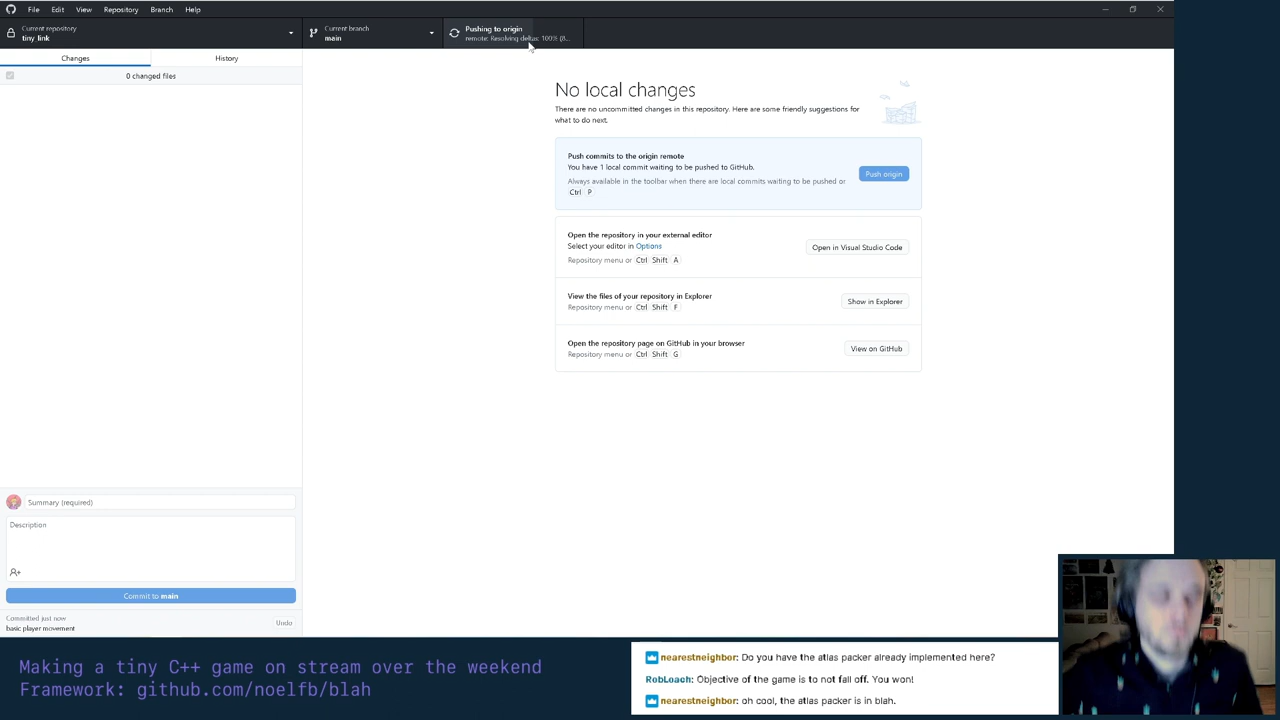 File Edit View Repository Branch Help
Current repository
tiny_link
Current branch
main
Pushing to origin
remote: Resolving deltas: 100% (8...
Changes
History
0 changed files
No local changes
There are no uncommitted changes in this repository. Here are some friendly suggestions for
what to do next.
Push commits to the origin remote
You have 1 local commit waiting to be pushed to GitHub.
Always available in the toolbar when there are local commits waiting to be pushed or
Ctrl P
Push origin
Open the repository in your external editor
Select your editor in Options
Repository menu or Ctrl Shift A
Open in Visual Studio Code
View the files of your repository in Explorer
Repository menu or Ctrl Shift F
Show in Explorer
Open the repository page on GitHub in your browser
Repository menu or Ctrl Shift G
View on GitHub
Summary (required)
Description
Commit to main
Committed just now
basic player movement
Undo
Making a tiny C++ game on stream over the weekend
Framework: github.com/noelfb/blah
nearestneighbor: Do you have the atlas packer already implemented here?
RobLoach: Objective of the game is to not fall off. You won!
nearestneighbor: oh cool, the atlas packer is in blah.